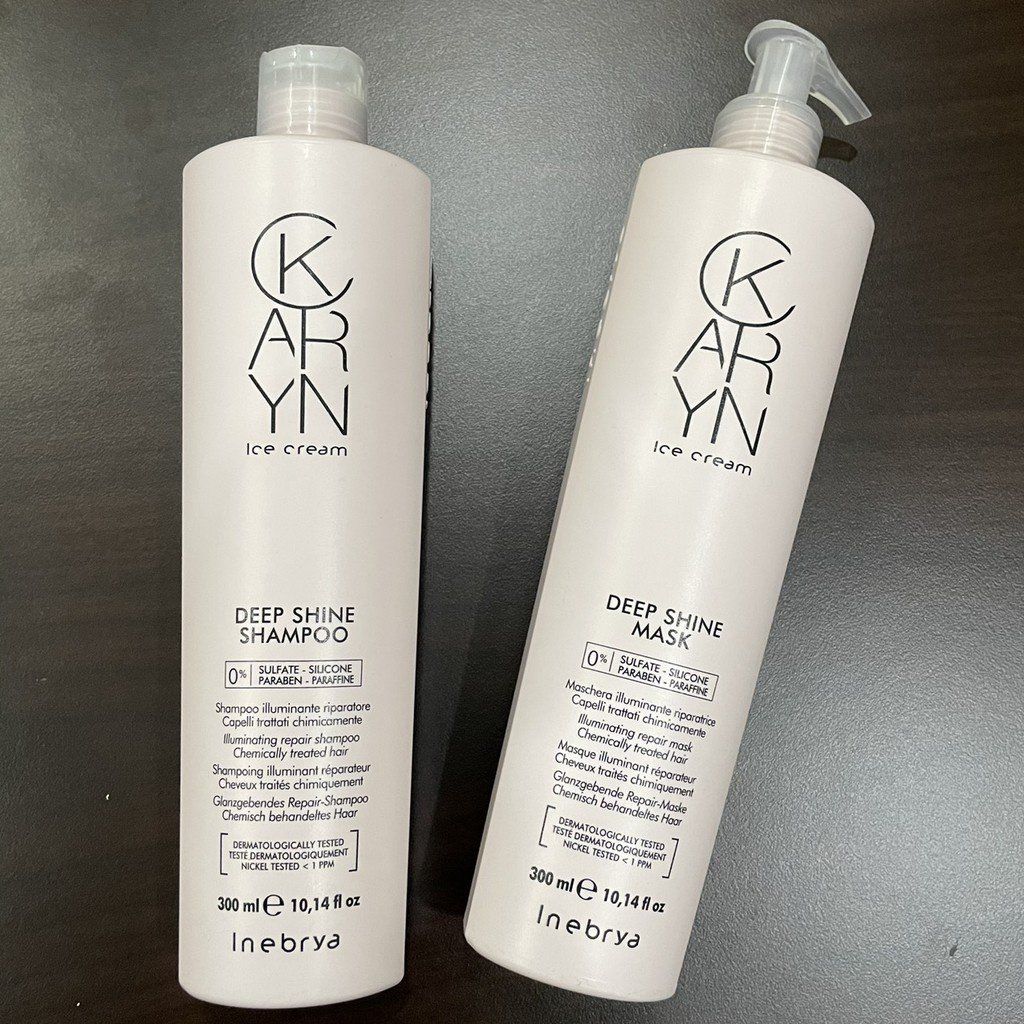 K
AR
YN
Ice cream
DEEP SHINE
SHAMPOO
0% SULFATE - SILICONE
PARABEN - PARAFFINE
Shampoo illuminante riparatore
Capelli trattati chimicamente
Illuminating repair shampoo
Chemically treated hair
Shampoing illuminant réparateur
Cheveux traités chimiquement
Glanzgebendes Repair-Shampoo
Chemisch behandeltes Haar
DERMATOLOGICALLY TESTED
TESTÉ DERMATOLOGIQUEMENT
NICKEL TESTED < 1 PPM
300 ml e 10,14 fl oz
Inebrya
K
AR
YN
Ice cream
DEEP SHINE
MASK
0% SULFATE - SILICONE
PARABEN - PARAFFINE
Maschera illuminante riparatrice
Capelli trattati chimicamente
Illuminating repair mask
Chemically treated hair
Masque illuminant réparateur
Cheveux traités chimiquement
Glanzgebende Repair-Maske
Chemisch behandeltes Haar
DERMATOLOGICALLY TESTED
TESTÉ DERMATOLOGIQUEMENT
NICKEL TESTED < 1 PPM
300 ml e 10,14 fl oz
Inebrya